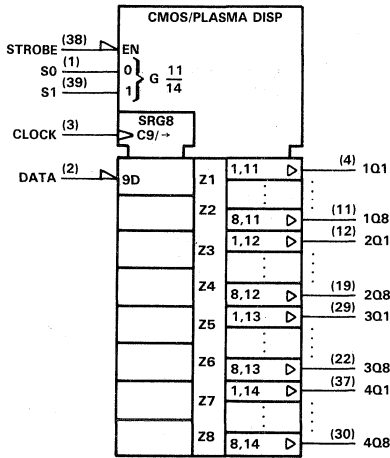 CMOS/PLASMA DISP
STROBE (38) EN
S0 (1) 0
S1 (39) 1
G 11
14
SRG8
CLOCK (3) C9/→
DATA (2) 9D
Z1 1,11 ▷ (4) 1Q1
Z2 8,11 ▷ (11) 1Q8
1,12 ▷ (12) 2Q1
Z3
Z4 8,12 ▷ (19) 2Q8
Z5 1,13 ▷ (29) 3Q1
Z6 8,13 ▷ (22) 3Q8
Z7 1,14 ▷ (37) 4Q1
Z8 8,14 ▷ (30) 4Q8